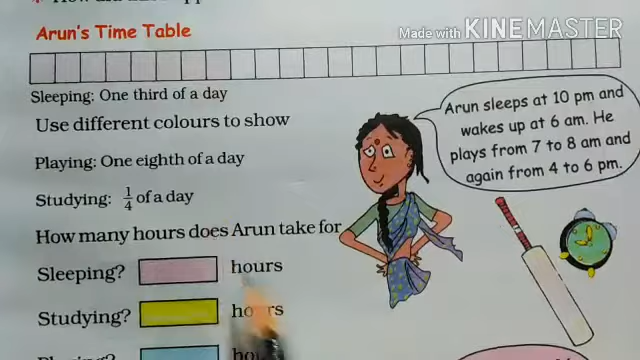 Made with KINEMASTER
Arun's Time Table
Sleeping: One third of a day
Use different colours to show
Playing: One eighth of a day
Studying: 1/4 of a day
How many hours does Arun take for
Sleeping? hours
Studying? hours
Arun sleeps at 10 pm and
wakes up at 6 am. He
plays from 7 to 8 am and
again from 4 to 6 pm.